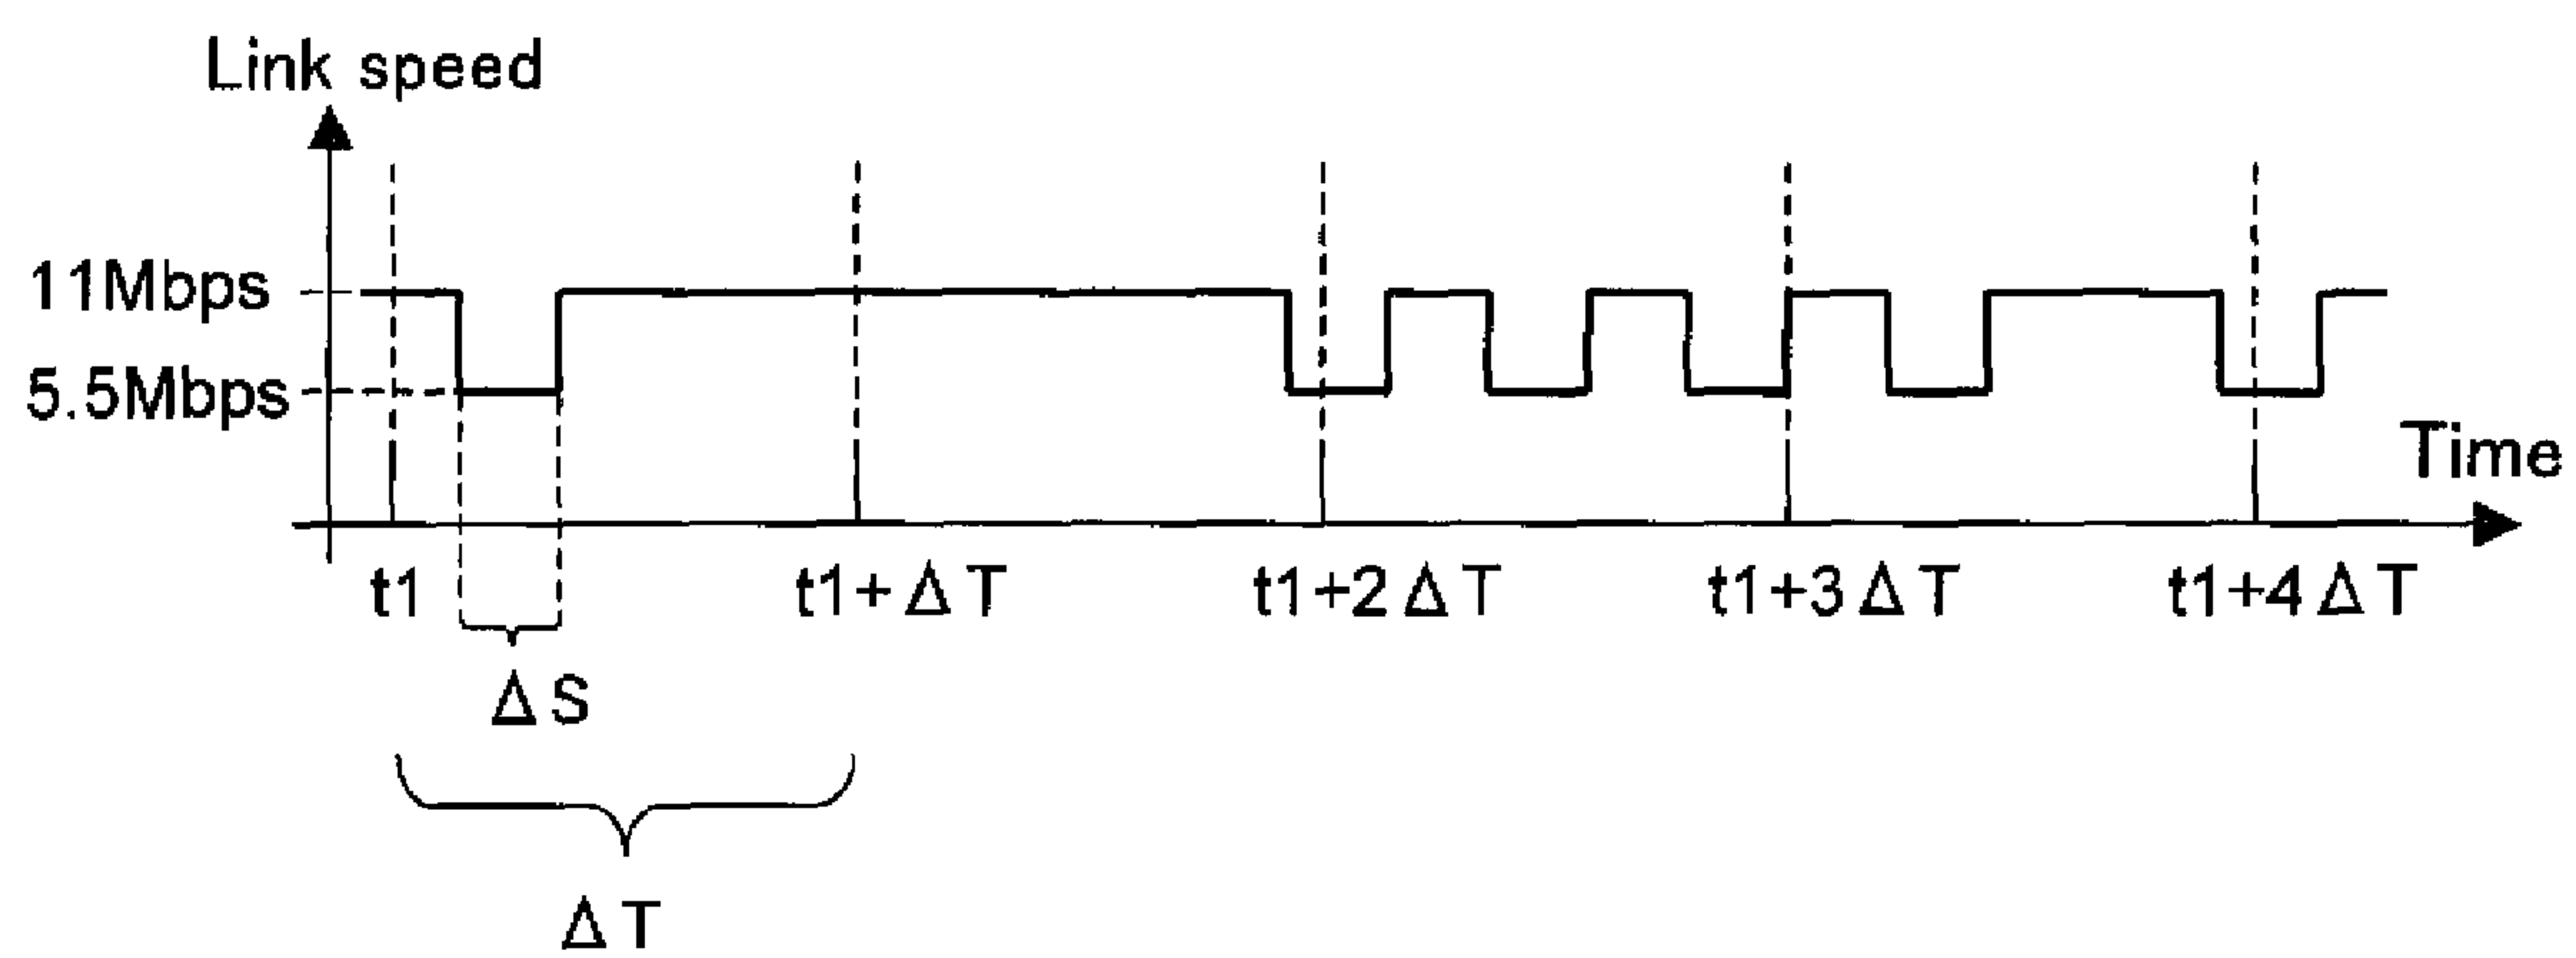 Link speed
11Mbps
5.5Mbps
Time
t1
t1+ΔT
t1+2ΔT
t1+3ΔT
t1+4ΔT
ΔS
ΔT